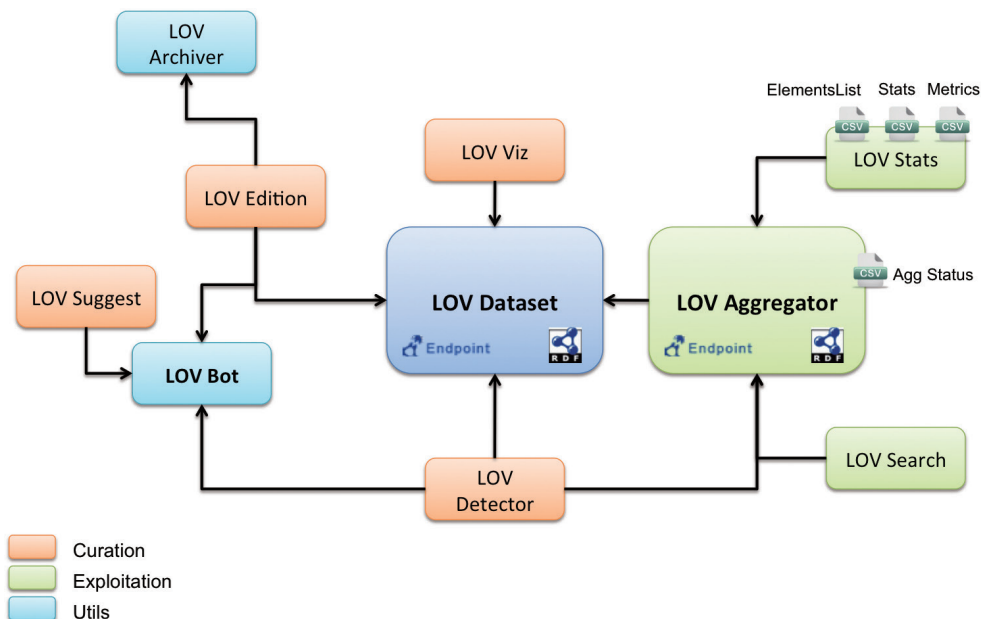 LOV
Archiver
ElementsList
Stats
Metrics
CSV
CSV
CSV
LOV Viz
LOV Stats
LOV Edition
LOV Suggest
LOV Dataset
LOV Aggregator
CSV
Agg Status
Endpoint
RDF
Endpoint
RDF
LOV Bot
LOV Search
LOV
Detector
Curation
Exploitation
Utils